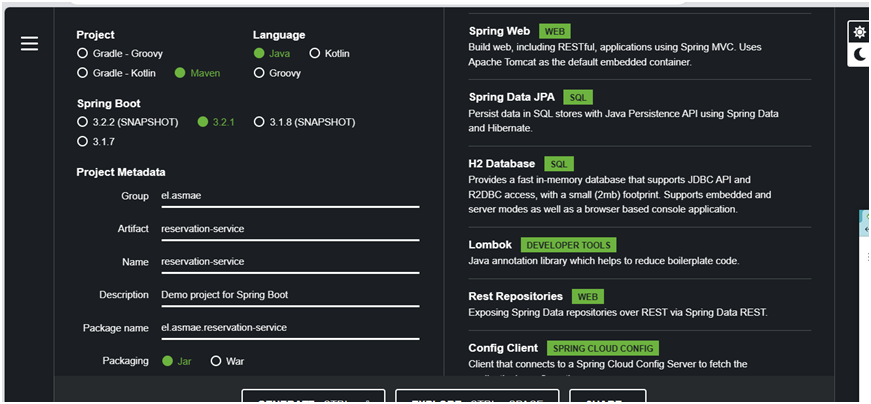 Project
Language
Gradle - Groovy
Java
Kotlin
Gradle - Kotlin
Maven
Groovy
Spring Boot
3.2.2 (SNAPSHOT)
3.2.1
3.1.8 (SNAPSHOT)
3.1.7
Project Metadata
Group el.asmae
Artifact reservation-service
Name reservation-service
Description Demo project for Spring Boot
Package name el.asmae.reservation-service
Packaging Jar War
Spring Web WEB
Build web, including RESTful, applications using Spring MVC. Uses
Apache Tomcat as the default embedded container.
Spring Data JPA SQL
Persist data in SQL stores with Java Persistence API using Spring Data
and Hibernate.
H2 Database SQL
Provides a fast in-memory database that supports JDBC API and
R2DBC access, with a small (2mb) footprint. Supports embedded and
server modes as well as a browser based console application.
Lombok DEVELOPER TOOLS
Java annotation library which helps to reduce boilerplate code.
Rest Repositories WEB
Exposing Spring Data repositories over REST via Spring Data REST.
Config Client SPRING CLOUD CONFIG
Client that connects to a Spring Cloud Config Server to fetch the